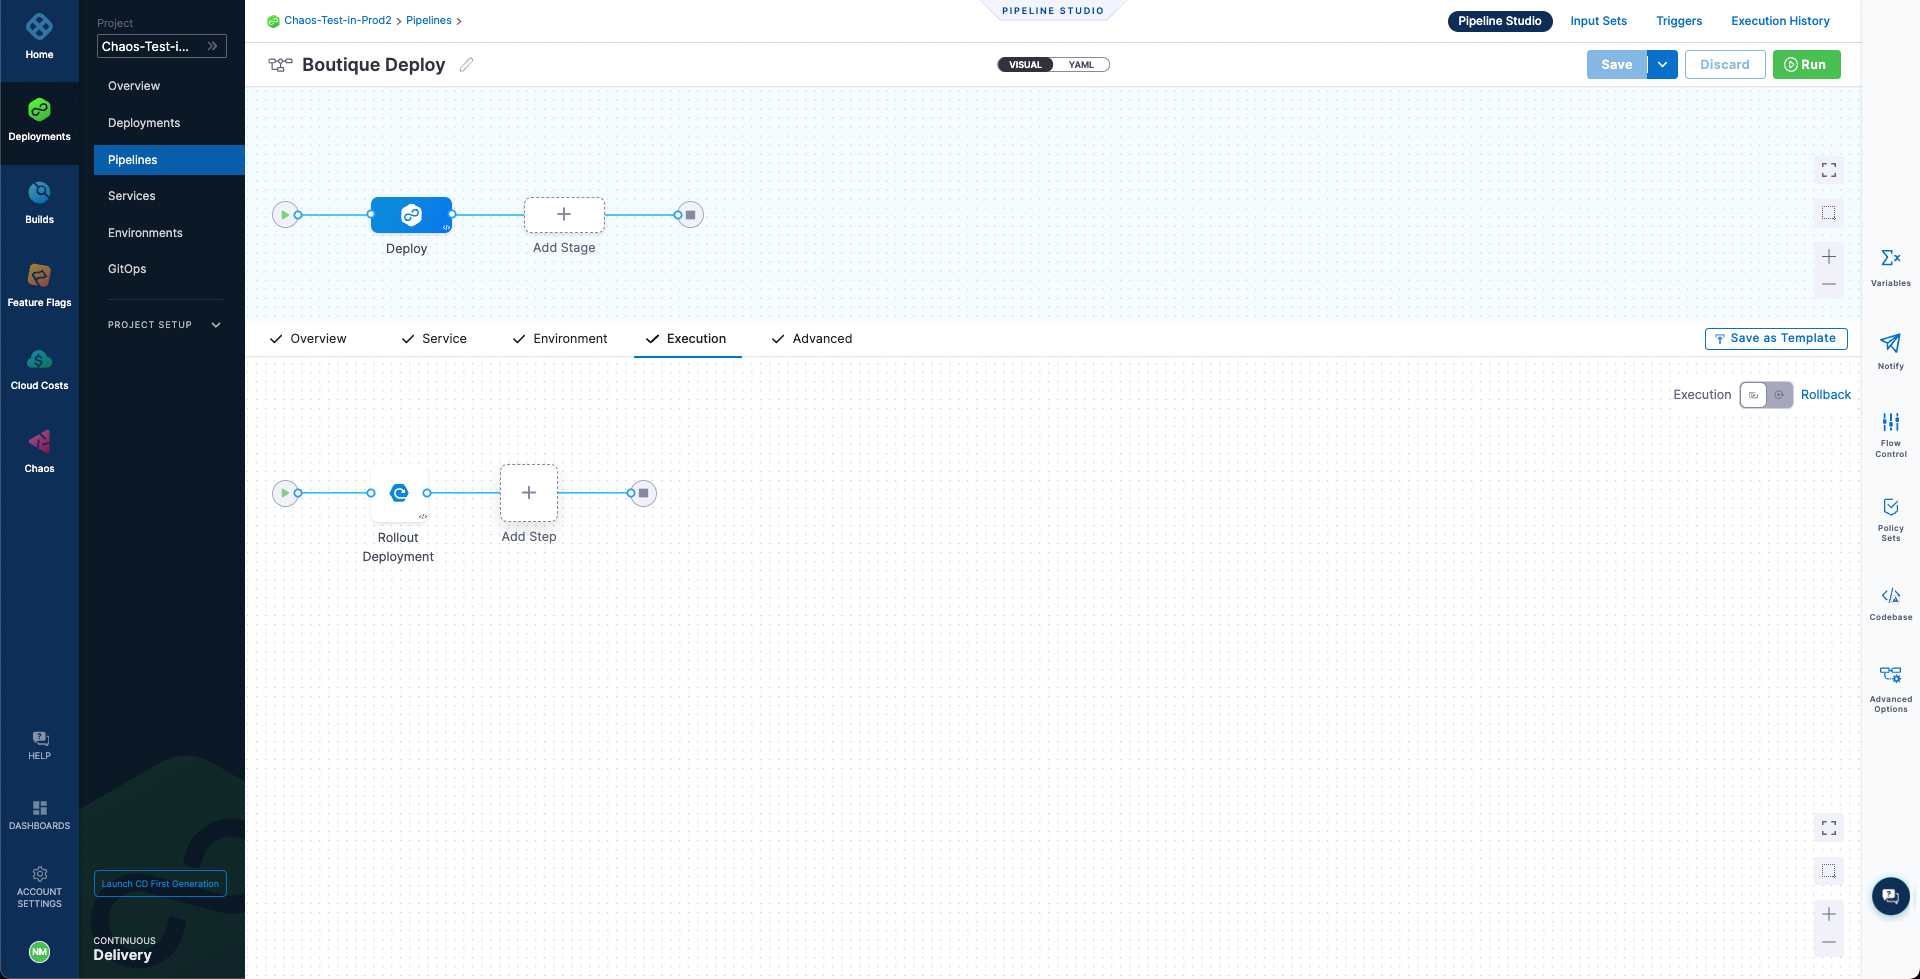 Home
Deployments
Builds
Feature Flags
Cloud Costs
Chaos
HELP
DASHBOARDS
ACCOUNT
SETTINGS
NM
Project
Chaos-Test-i...
Overview
Deployments
Pipelines
Services
Environments
GitOps
PROJECT SETUP
Launch CD First Generation
CONTINUOUS
Delivery
Chaos-Test-in-Prod2 > Pipelines >
PIPELINE STUDIO
Pipeline Studio
Input Sets
Triggers
Execution History
Boutique Deploy
VISUAL
YAML
Save
Discard
Run
Deploy
Add Stage
Overview
Service
Environment
Execution
Advanced
Save as Template
Execution
Rollback
Rollout
Deployment
Add Step
Variables
Notify
Flow
Control
Policy
Sets
Codebase
Advanced
Options